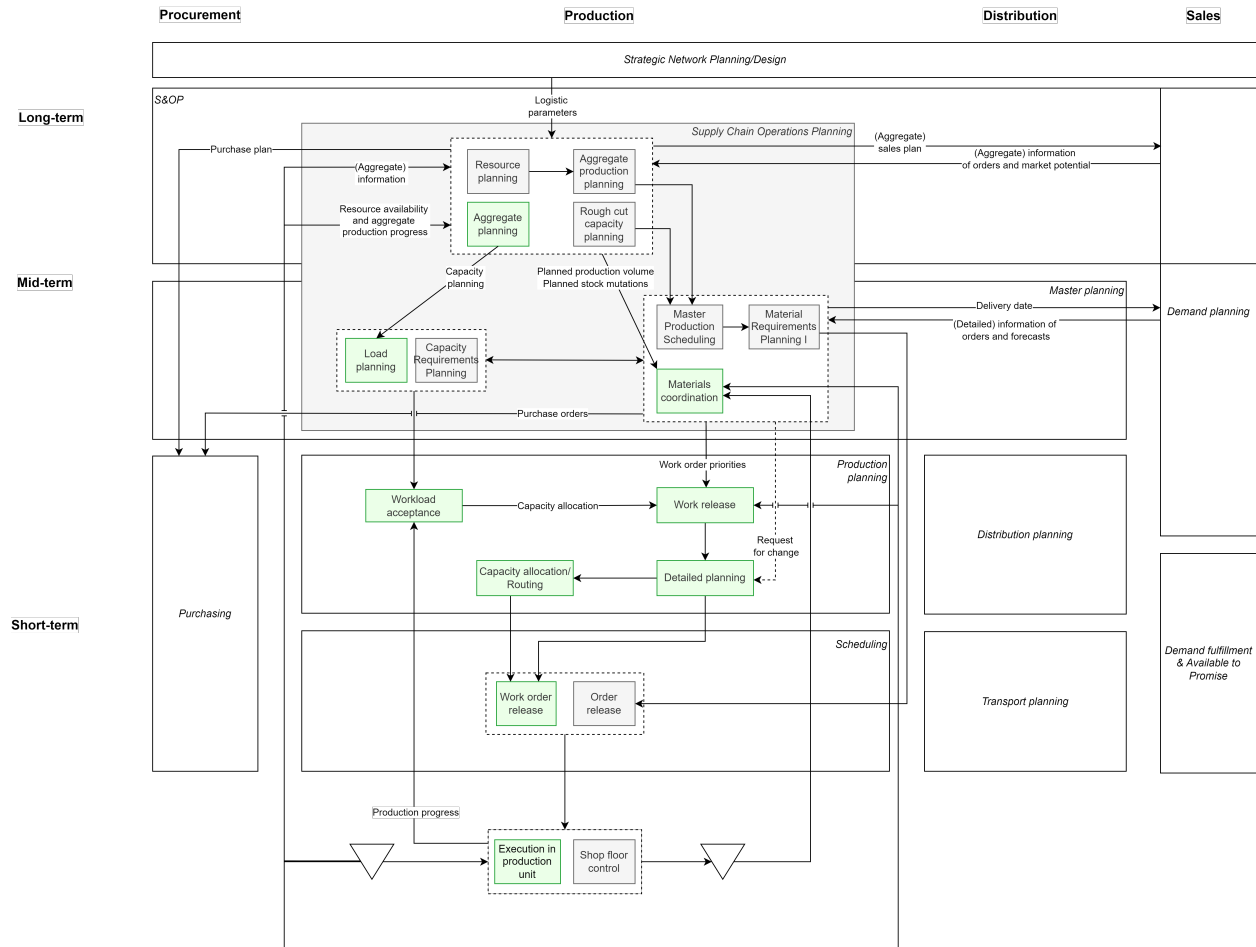 Procurement
Production
Distribution
Sales
Strategic Network Planning/Design
Long-term
S&OP
Logistic
parameters
Supply Chain Operations Planning
Purchase plan
(Aggregate)
information
Resource
planning
Aggregate
production
planning
(Aggregate)
sales plan
(Aggregate) information
of orders and market potential
Resource availability
and aggregate
production progress
Aggregate
planning
Rough cut
capacity
planning
Mid-term
Capacity
planning
Planned production volume
Planned stock mutations
Master planning
Master
Production
Scheduling
Material
Requirements
Planning I
Delivery date
(Detailed) information of
orders and forecasts
Demand planning
Load
planning
Capacity
Requirements
Planning
Materials
coordination
Purchase orders
Work order priorities
Production
planning
Workload
acceptance
Capacity allocation
Work release
Request
for change
Distribution planning
Capacity allocation/
Routing
Detailed planning
Short-term
Purchasing
Scheduling
Work order
release
Order
release
Transport planning
Demand fulfillment
& Available to
Promise
Production progress
Execution in
production
unit
Shop floor
control